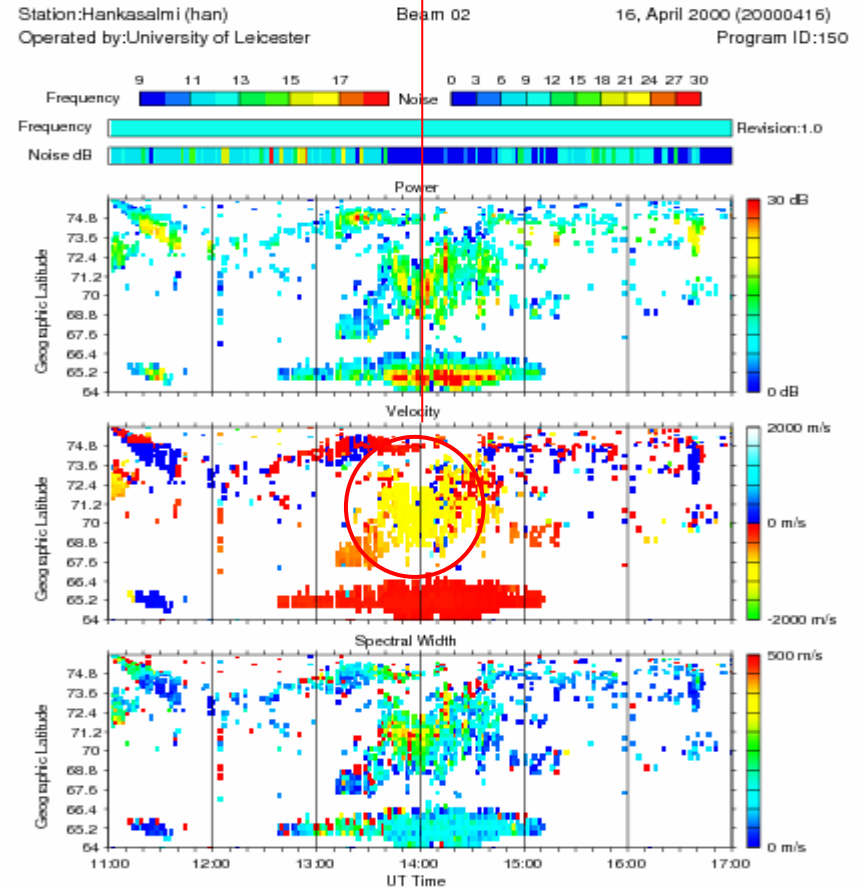 Station:Hankasalmi (han) Beam 02 16, April 2000 (20000416)
Operated by:University of Leicester Program ID:150
9 11 13 15 17 0 3 6 9 12 15 18 21 24 27 30
Frequency Noise
Frequency Revision:1.0
Noise dB
Power
30 dB
74.8
73.6
72.4
71.2
70
68.8
67.6
66.4
65.2
64
Geographic Latitude
0 dB
Velocity
2000 m/s
74.8
73.6
72.4
71.2
70
68.8
67.6
66.4
65.2
64
Geographic Latitude
0 m/s
-2000 m/s
Spectral Width
500 m/s
74.8
73.6
72.4
71.2
70
68.8
67.6
66.4
65.2
64
Geographic Latitude
0 m/s
11:00 12:00 13:00 14:00 15:00 16:00 17:00
UT Time